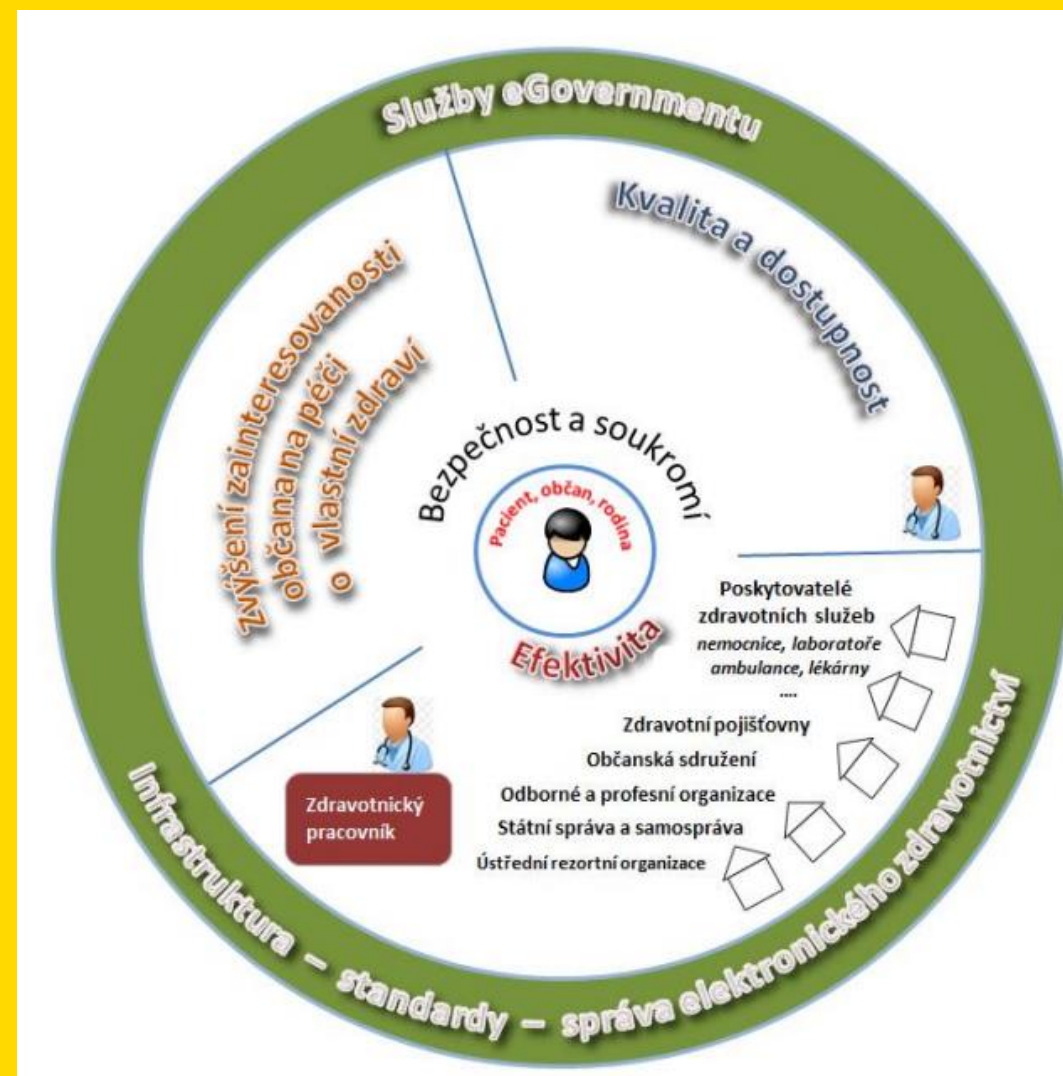 Služby eGovernmentu
Kvalita a dostupnost
Zvýšení zainteresovanosti
občana na péči
o vlastní zdraví
Bezpečnost a soukromí
Pacient, občan, rodina
Efektivita
Poskytovatelé
zdravotních služeb
nemocnice, laboratoře
ambulance, lékárny
....
Zdravotní pojišťovny
Občanská sdružení
Odborné a profesní organizace
Státní správa a samospráva
Ústřední rezortní organizace
Zdravotnický
pracovník
Infrastruktura – standardy – správa elektronického zdravotnictví